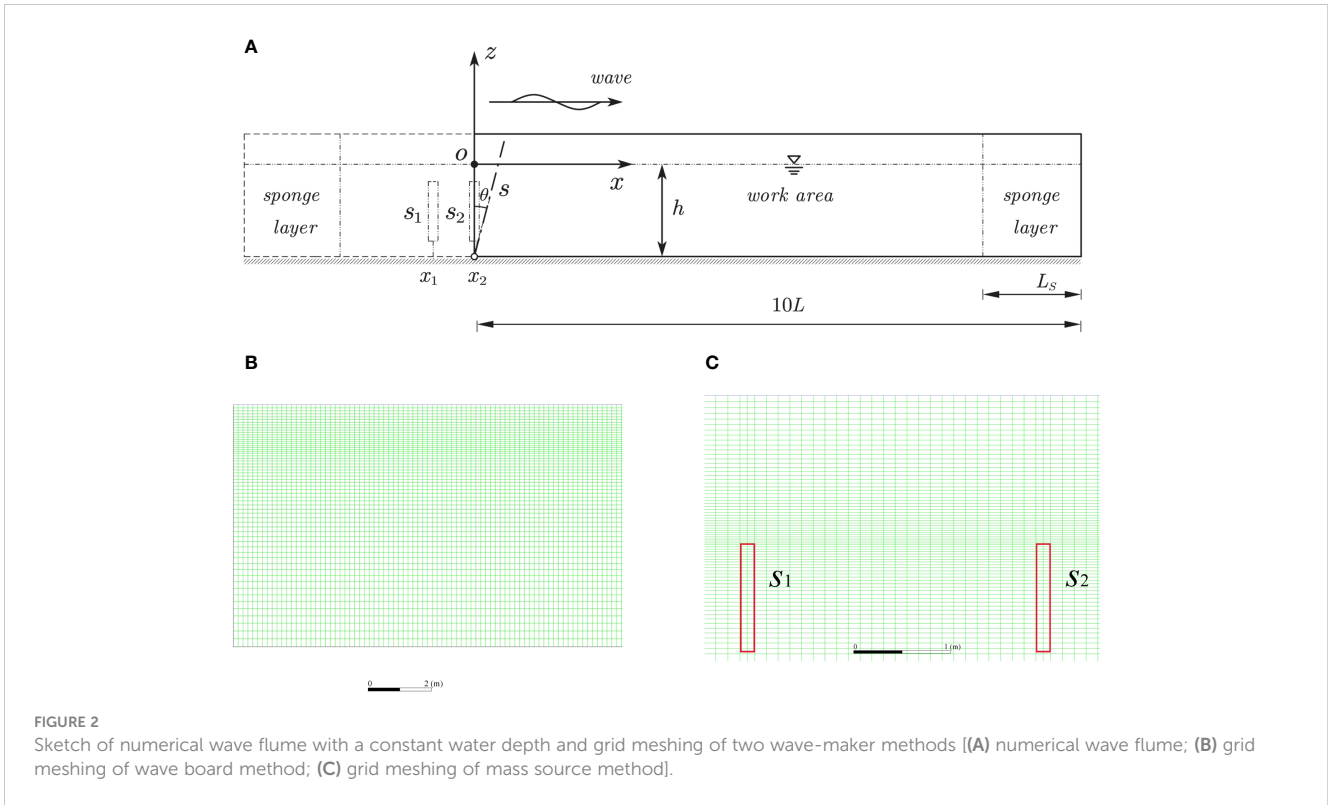 A
z
wave
o
x
sponge
layer
s₁
s₂
θ
s
h
work area
sponge
layer
x₁
x₂
L_S
10L
B
C
S₁
S₂
0 1 (m)
0 2 (m)
FIGURE 2
Sketch of numerical wave flume with a constant water depth and grid meshing of two wave-maker methods [(A) numerical wave flume; (B) grid
meshing of wave board method; (C) grid meshing of mass source method].